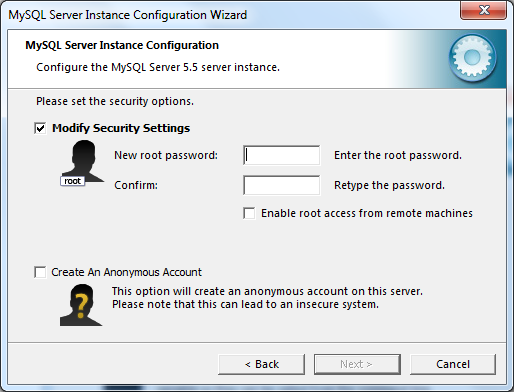 MySQL Server Instance Configuration Wizard
MySQL Server Instance Configuration
Configure the MySQL Server 5.5 server instance.
Please set the security options.
Modify Security Settings
root
New root password: Enter the root password.
Confirm: Retype the password.
Enable root access from remote machines
Create An Anonymous Account
This option will create an anonymous account on this server.
Please note that this can lead to an insecure system.
< Back Next > Cancel